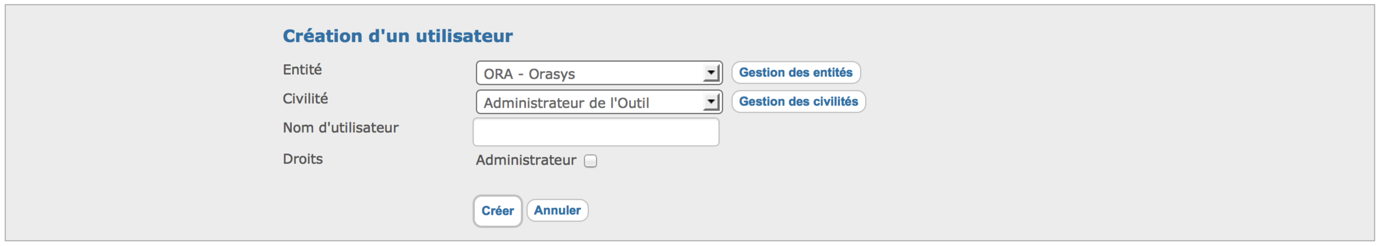 Création d'un utilisateur
Entité ORA - Orasys Gestion des entités
Civilité Administrateur de l'Outil Gestion des civilités
Nom d'utilisateur
Droits Administrateur
Créer Annuler